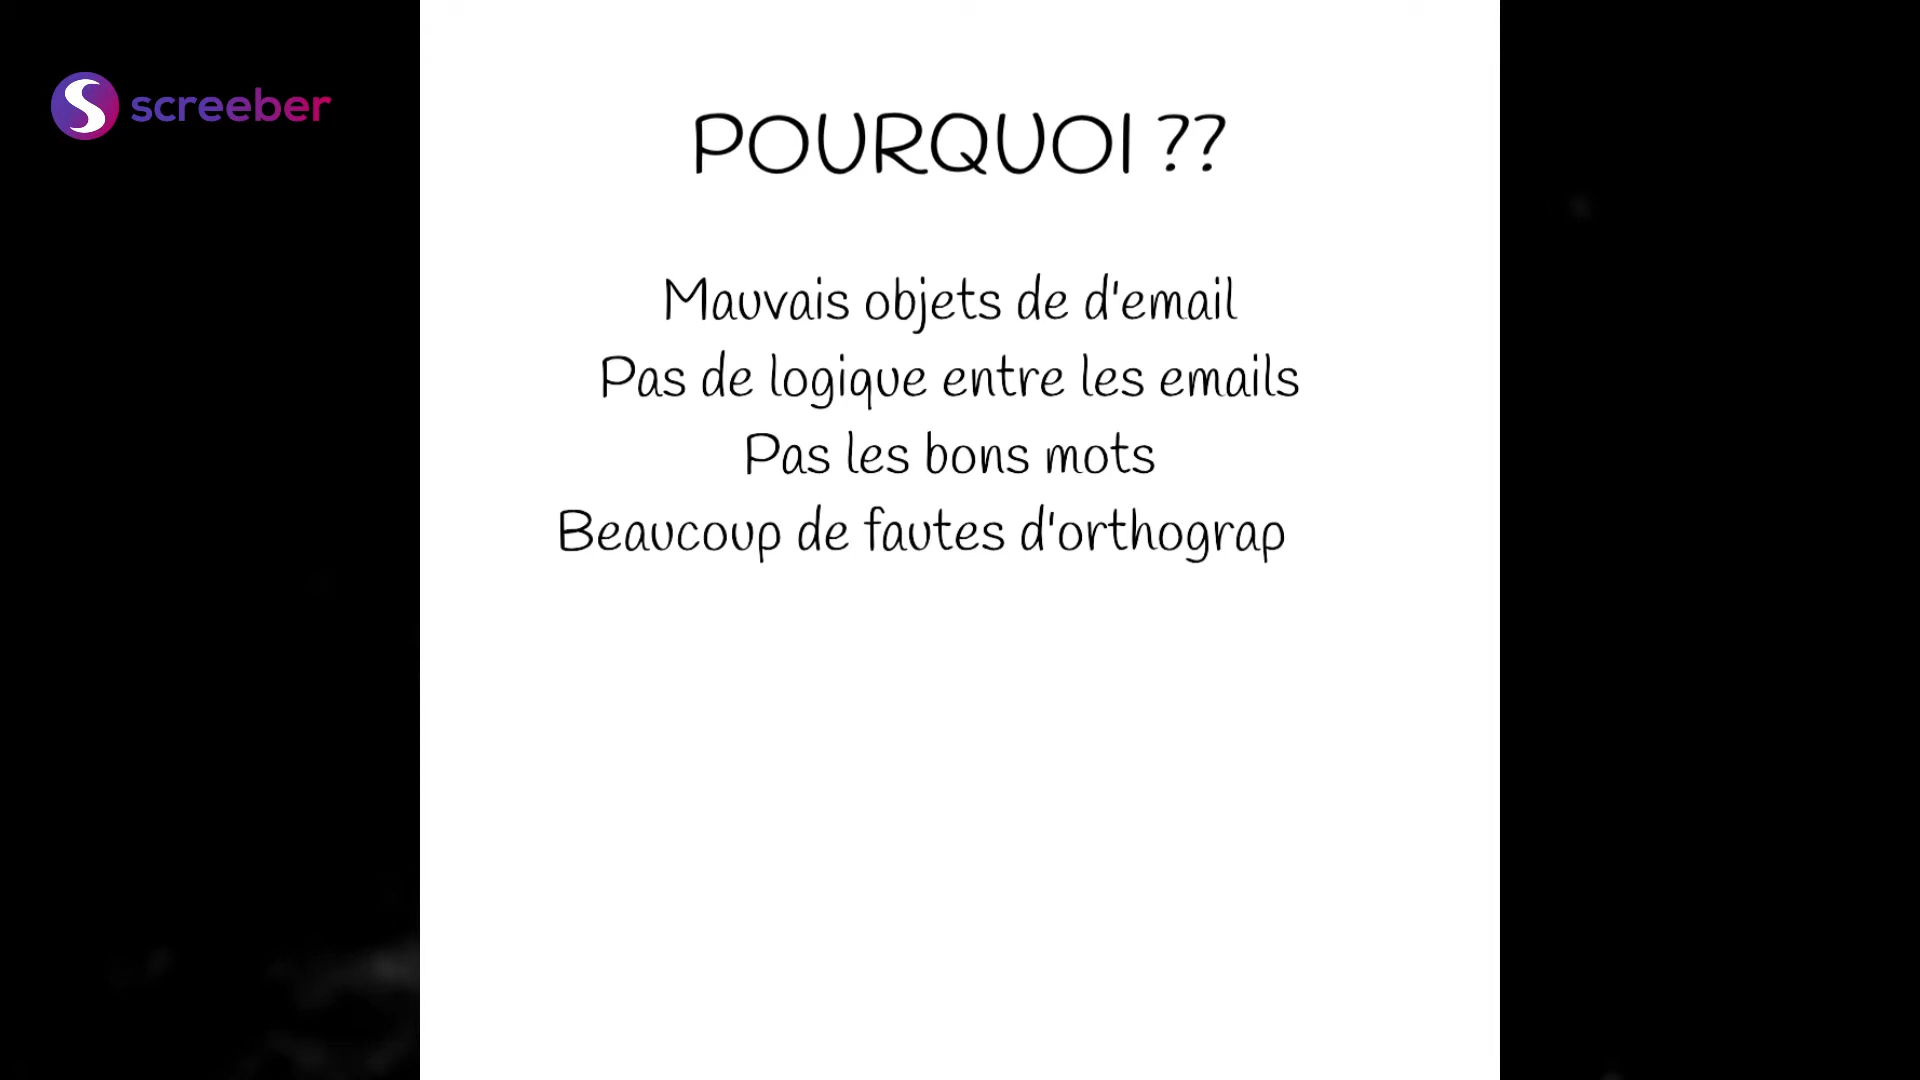 screeber
POURQUOI ??
Mauvais objets de d'email
Pas de logique entre les emails
Pas les bons mots
Beaucoup de fautes d'orthograp